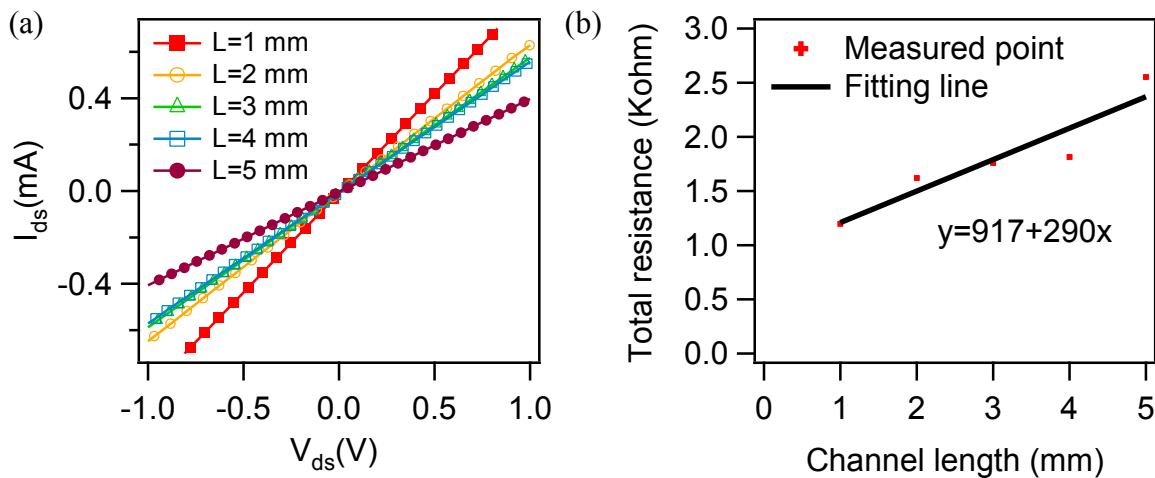 (a)
L=1 mm
L=2 mm
L=3 mm
L=4 mm
L=5 mm
0.4
0.0
-0.4
I_ds(mA)
-1.0 -0.5 0.0 0.5 1.0
V_ds(V)
(b)
Measured point
Fitting line
y=917+290x
3.0
2.5
2.0
1.5
1.0
0.5
0.0
Total resistance (Kohm)
0 1 2 3 4 5
Channel length (mm)